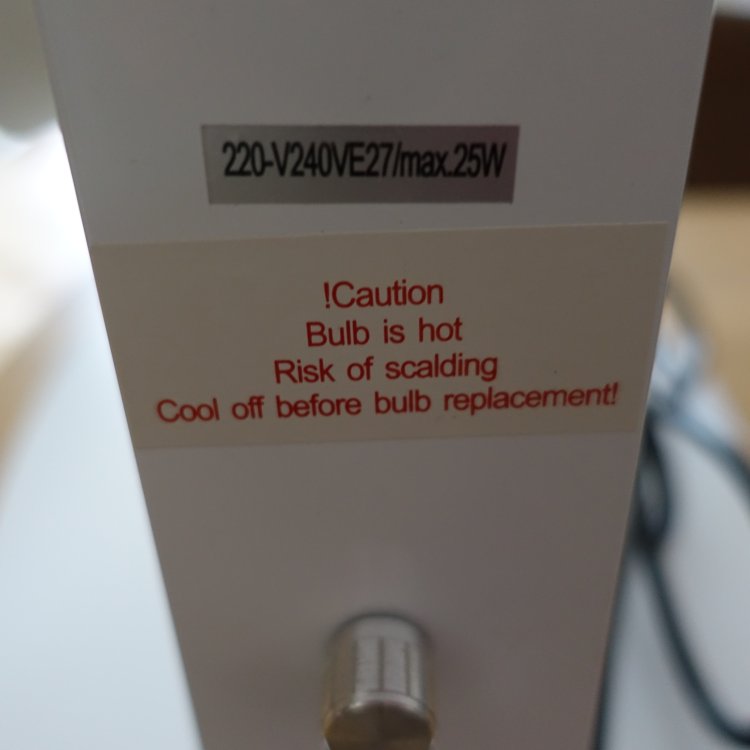 220-V240VE27/max.25W
!Caution
Bulb is hot
Risk of scalding
Cool off before bulb replacement!